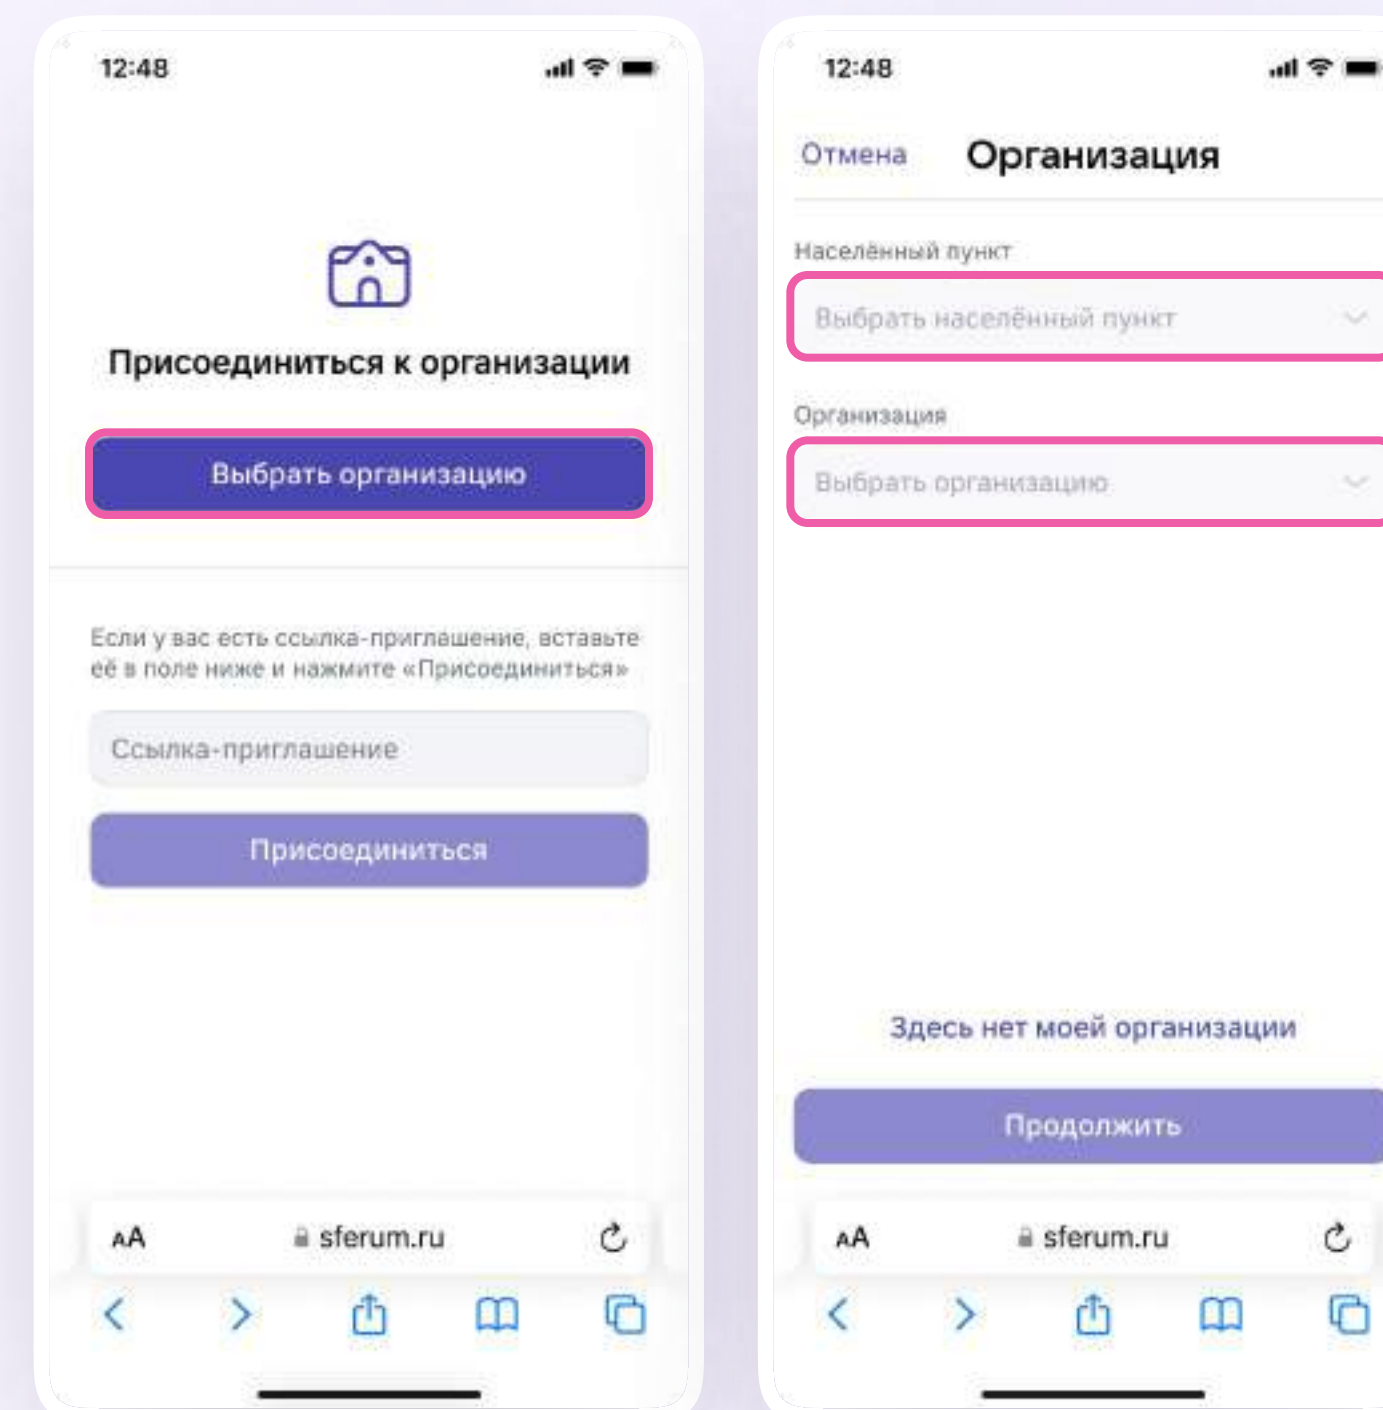 12:48
Присоединиться к организации
Выбрать организацию
Если у вас есть ссылка-приглашение, вставьте
её в поле ниже и нажмите «Присоединиться»
Ссылка-приглашение
Присоединиться
AA
sferum.ru
12:48
Отмена
Организация
Населённый пункт
Выбрать населённый пункт
Организация
Выбрать организацию
Здесь нет моей организации
Продолжить
AA
sferum.ru